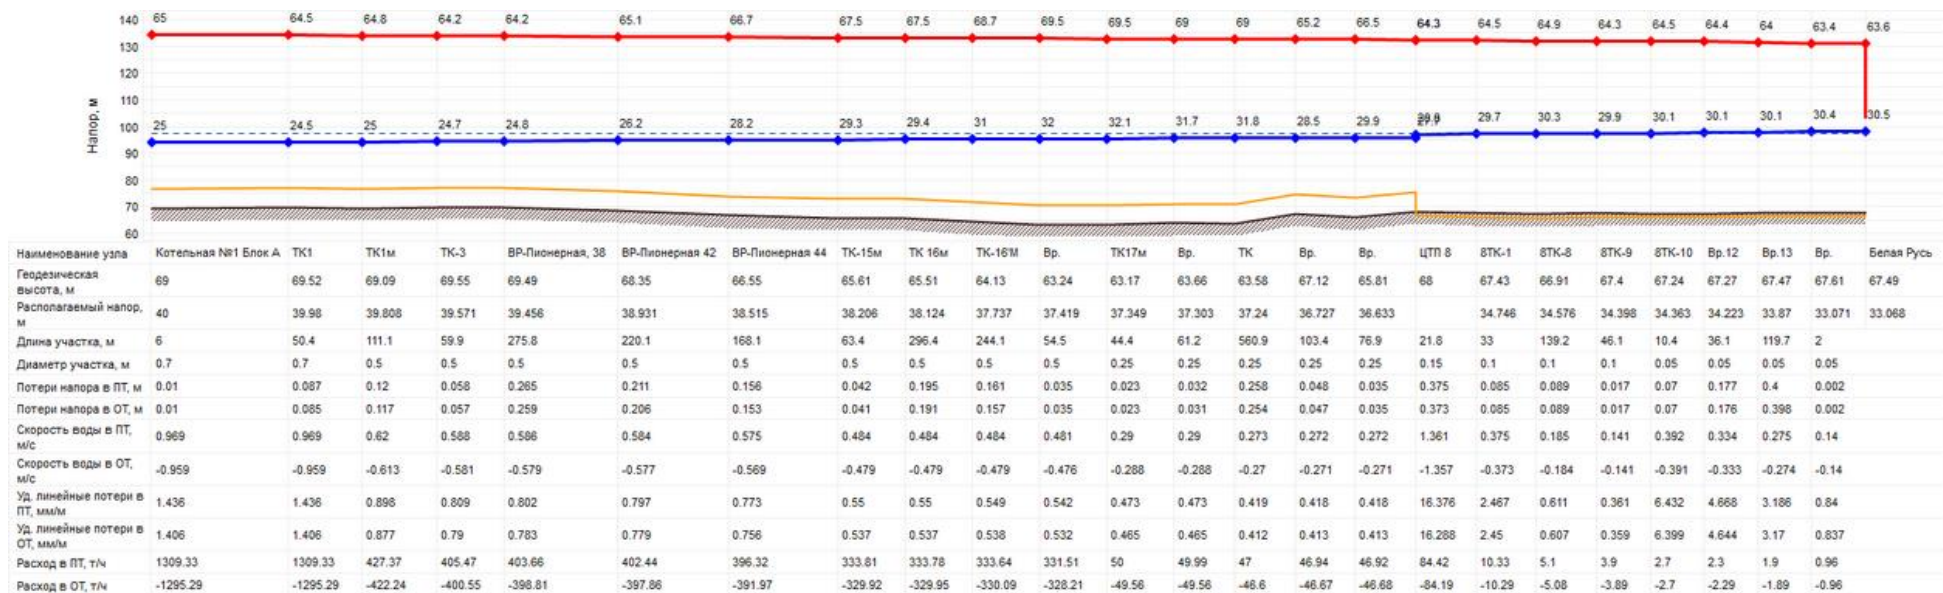 140 65 64.5 64.8 64.2 64.2 65.1 66.7 67.5 67.5 68.7 69.5 69.5 69 69 65.2 66.5 64.3 64.5 64.9 64.3 64.5 64.4 64 63.4 63.6
130
120
110
100 25 24.5 25 24.7 24.8 26.2 28.2 29.3 29.4 31 32 32.1 31.7 31.8 28.5 29.9 29.7 30.3 29.9 30.1 30.1 30.1 30.4 30.5
90
80
70
60
Напор, м
Наименование узла Котельная №1 Блок А ТК1 ТК1м ТК-3 ВР-Пионерная, 38 ВР-Пионерная 42 ВР-Пионерная 44 ТК-15м ТК 16м ТК-16'М Вр. ТК17м Вр. ТК Вр. Вр. ЦТП 8 8ТК-1 8ТК-8 8ТК-9 8ТК-10 Вр.12 Вр.13 Вр. Белая Русь
Геодезическая
высота, м 69 69.52 69.09 69.55 69.49 68.35 66.55 65.61 65.51 64.13 63.24 63.17 63.66 63.58 67.12 65.81 68 67.43 66.91 67.4 67.24 67.27 67.47 67.61 67.49
Располагаемый напор,
м 40 39.98 39.808 39.571 39.456 38.931 38.515 38.206 38.124 37.737 37.419 37.349 37.303 37.24 36.727 36.633 34.746 34.576 34.398 34.363 34.223 33.87 33.071 33.068
Длина участка, м 6 50.4 111.1 59.9 275.8 220.1 168.1 63.4 296.4 244.1 54.5 44.4 61.2 560.9 103.4 76.9 21.8 33 139.2 46.1 10.4 36.1 119.7 2
Диаметр участка, м 0.7 0.7 0.5 0.5 0.5 0.5 0.5 0.5 0.5 0.5 0.5 0.25 0.25 0.25 0.25 0.25 0.15 0.1 0.1 0.1 0.05 0.05 0.05 0.05
Потери напора в ПТ, м 0.01 0.087 0.12 0.058 0.265 0.211 0.156 0.042 0.195 0.161 0.035 0.023 0.032 0.258 0.048 0.035 0.375 0.085 0.089 0.017 0.07 0.177 0.4 0.002
Потери напора в ОТ, м 0.01 0.085 0.117 0.057 0.259 0.206 0.153 0.041 0.191 0.157 0.035 0.023 0.031 0.254 0.047 0.035 0.373 0.085 0.089 0.017 0.07 0.176 0.398 0.002
Скорость воды в ПТ,
м/с 0.969 0.969 0.62 0.588 0.586 0.584 0.575 0.484 0.484 0.484 0.481 0.29 0.29 0.273 0.272 0.272 1.361 0.375 0.185 0.141 0.392 0.334 0.275 0.14
Скорость воды в ОТ,
м/с -0.959 -0.959 -0.613 -0.581 -0.579 -0.577 -0.569 -0.479 -0.479 -0.479 -0.476 -0.288 -0.288 -0.27 -0.271 -0.271 -1.357 -0.373 -0.184 -0.141 -0.391 -0.333 -0.274 -0.14
Уд. линейные потери в
ПТ, мм/м 1.436 1.436 0.898 0.809 0.802 0.797 0.773 0.55 0.55 0.549 0.542 0.473 0.473 0.419 0.418 0.418 16.376 2.467 0.611 0.361 6.432 4.668 3.186 0.84
Уд. линейные потери в
ОТ, мм/м 1.406 1.406 0.877 0.79 0.783 0.779 0.756 0.537 0.537 0.538 0.532 0.465 0.465 0.412 0.413 0.413 16.288 2.45 0.607 0.359 6.399 4.644 3.17 0.837
Расход в ПТ, т/ч 1309.33 1309.33 427.37 405.47 403.66 402.44 396.32 333.81 333.78 333.64 331.51 50 49.99 47 46.94 46.92 84.42 10.33 5.1 3.9 2.7 2.3 1.9 0.96
Расход в ОТ, т/ч -1295.29 -1295.29 -422.24 -400.55 -398.81 -397.86 -391.97 -329.92 -329.95 -330.09 -328.21 -49.56 -49.56 -46.6 -46.67 -46.68 -84.19 -10.29 -5.08 -3.89 -2.7 -2.29 -1.89 -0.96